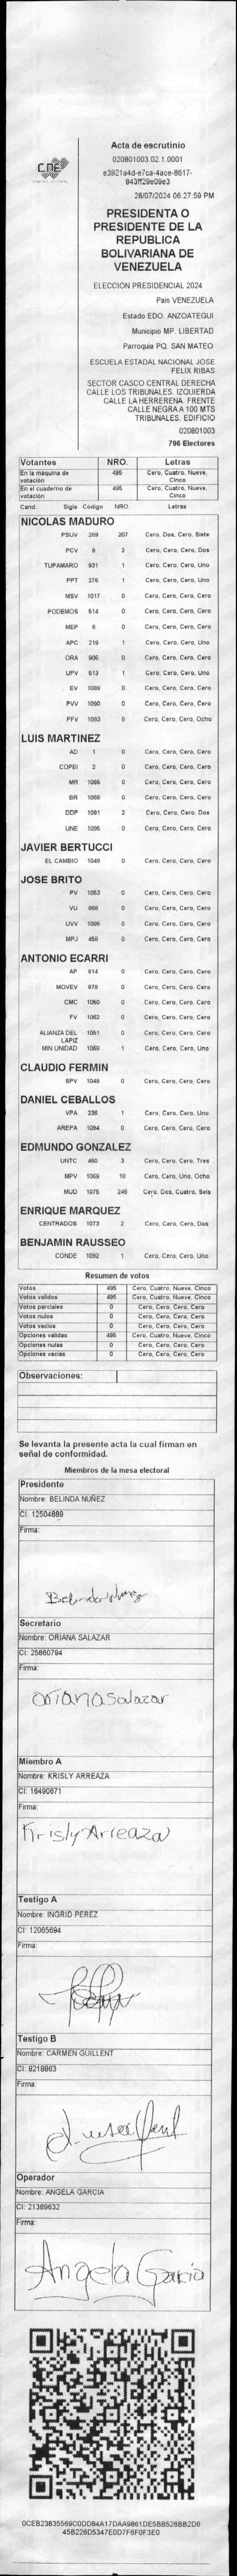 CNE
Acta de escrutinio
020801003.02.1.0001
e3921a4d-e7ca-4ace-8617-
843ff29e09e3
28/07/2024 06:27:59 PM
PRESIDENTA O
PRESIDENTE DE LA
REPUBLICA
BOLIVARIANA DE
VENEZUELA
ELECCIÓN PRESIDENCIAL 2024
Pais VENEZUELA
Estado EDO. ANZOATEGUI
Municipio MP. LIBERTAD
Parroquia PQ. SAN MATEO
ESCUELA ESTADAL NACIONAL JOSE
FELIX RIBAS
SECTOR CASCO CENTRAL DERECHA
CALLE LOS TRIBUNALES. IZQUIERDA
CALLE LA HERRERENA. FRENTE
CALLE NEGRA A 100 MTS
TRIBUNALES. EDIFICIO
020801003
796 Electores
Votantes NRO. Letras
En la máquina de votación 495 Cero, Cuatro, Nueve, Cinco
En el cuaderno de votación 495 Cero, Cuatro, Nueve, Cinco
Cand. Sigla Código NRO. Letras
NICOLAS MADURO
PSUV 269 207 Cero, Dos, Cero, Siete
PCV 9 2 Cero, Cero, Cero, Dos
TUPAMARO 931 1 Cero, Cero, Cero, Uno
PPT 276 1 Cero, Cero, Cero, Uno
MSV 1017 0 Cero, Cero, Cero, Cero
PODEMOS 514 0 Cero, Cero, Cero, Cero
MEP 6 0 Cero, Cero, Cero, Cero
APC 219 1 Cero, Cero, Cero, Uno
ORA 906 0 Cero, Cero, Cero, Cero
UPV 513 1 Cero, Cero, Cero, Uno
EV 1089 0 Cero, Cero, Cero, Cero
PVV 1090 0 Cero, Cero, Cero, Cero
PFV 1093 8 Cero, Cero, Cero, Ocho
LUIS MARTINEZ
AD 1 0 Cero, Cero, Cero, Cero
COPEI 2 0 Cero, Cero, Cero, Cero
MR 1065 0 Cero, Cero, Cero, Cero
BR 1066 0 Cero, Cero, Cero, Cero
DDP 1091 2 Cero, Cero, Cero, Dos
UNE 1095 0 Cero, Cero, Cero, Cero
JAVIER BERTUCCI
EL CAMBIO 1048 0 Cero, Cero, Cero, Cero
JOSE BRITO
PV 1053 0 Cero, Cero, Cero, Cero
VU 969 0 Cero, Cero, Cero, Cero
UVV 1096 0 Cero, Cero, Cero, Cero
MPJ 459 0 Cero, Cero, Cero, Cero
ANTONIO ECARRI
AP 814 0 Cero, Cero, Cero, Cero
MOVEV 879 0 Cero, Cero, Cero, Cero
CMC 1050 0 Cero, Cero, Cero, Cero
FV 1062 0 Cero, Cero, Cero, Cero
ALIANZA DEL LAPIZ 1051 0 Cero, Cero, Cero, Cero
MIN UNIDAD 1069 1 Cero, Cero, Cero, Uno
CLAUDIO FERMIN
SPV 1049 0 Cero, Cero, Cero, Cero
DANIEL CEBALLOS
VPA 236 1 Cero, Cero, Cero, Uno
AREPA 1094 0 Cero, Cero, Cero, Cero
EDMUNDO GONZALEZ
UNTC 460 3 Cero, Cero, Cero, Tres
MPV 1069 18 Cero, Cero, Uno, Ocho
MUD 1075 246 Cero, Dos, Cuatro, Seis
ENRIQUE MARQUEZ
CENTRADOS 1073 2 Cero, Cero, Cero, Dos
BENJAMIN RAUSSEO
CONDE 1092 1 Cero, Cero, Cero, Uno
Resumen de votos
Votos 495 Cero, Cuatro, Nueve, Cinco
Votos validos 495 Cero, Cuatro, Nueve, Cinco
Votos parciales 0 Cero, Cero, Cero, Cero
Votos nulos 0 Cero, Cero, Cero, Cero
Votos vacios 0 Cero, Cero, Cero, Cero
Opciones validas 495 Cero, Cuatro, Nueve, Cinco
Opciones nulas 0 Cero, Cero, Cero, Cero
Opciones vacias 0 Cero, Cero, Cero, Cero
Observaciones:
Se levanta la presente acta la cual firman en
señal de conformidad.
Miembros de la mesa electoral
Presidente
Nombre: BELINDA NUÑEZ
CI: 12504889
Firma:
Belinda Nuñez
Secretario
Nombre: ORIANA SALAZAR
CI: 25860794
Firma:
Oriana Salazar
Miembro A
Nombre: KRISLY ARREAZA
CI: 16490671
Firma:
Krisly Arreaza
Testigo A
Nombre: INGRID PEREZ
CI: 12065694
Firma:
Testigo B
Nombre: CARMEN GUILLENT
CI: 8218863
Firma:
Operador
Nombre: ANGELA GARCIA
CI: 21389632
Firma:
Angela Garcia
0CEB23835569C0DD84A17DAA9861DE5BB526BB2D6
45B226D5347E0D7F6F0F3E0